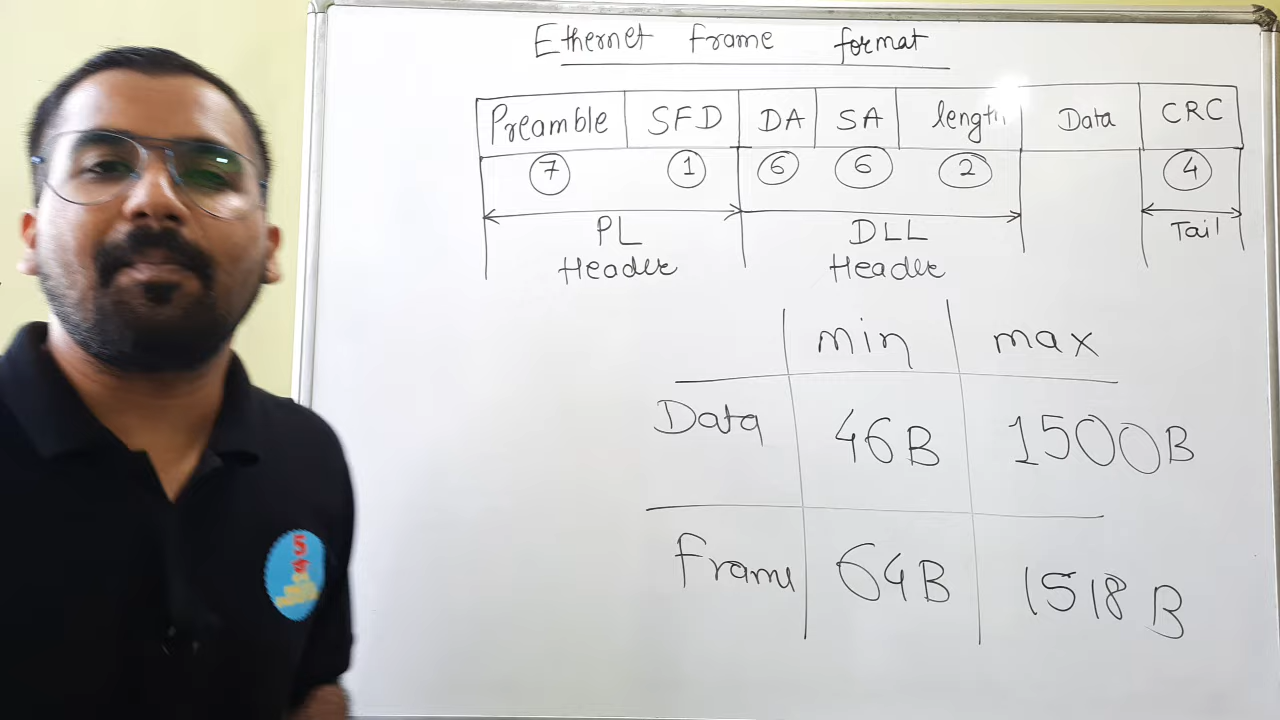 Ethernet Frame format
Preamble SFD DA SA length Data CRC
7 1 6 6 2 4
PL Header
DLL Header
Tail
min max
Data 46B 1500B
Frame 64B 1518 B
5